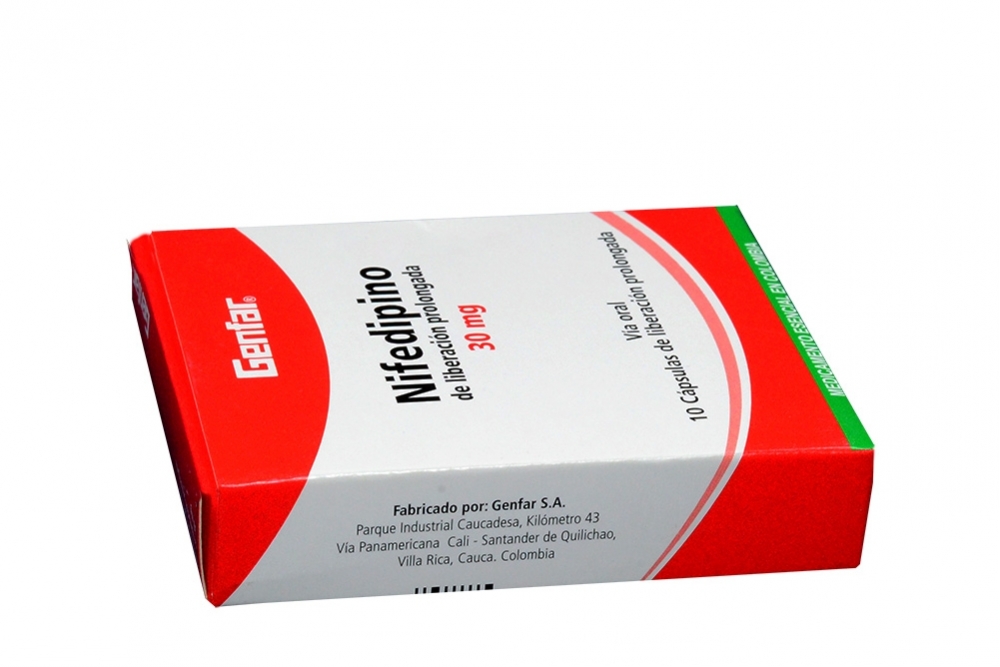 Genfar®
Nifedipino
de liberación prolongada
30 mg
Vía oral
10 Cápsulas de liberación prolongada
MEDICAMENTO ESENCIAL EN COLOMBIA
Fabricado por: Genfar S.A.
Parque Industrial Caucadesa, Kilómetro 43
Vía Panamericana Cali - Santander de Quilichao,
Villa Rica, Cauca. Colombia